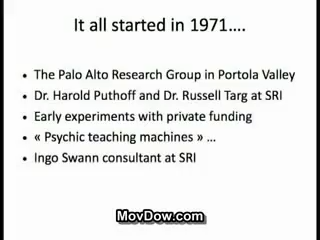 It all started in 1971….
• The Palo Alto Research Group in Portola Valley
• Dr. Harold Puthoff and Dr. Russell Targ at SRI
• Early experiments with private funding
• « Psychic teaching machines » …
• Ingo Swann consultant at SRI
MovDow.com